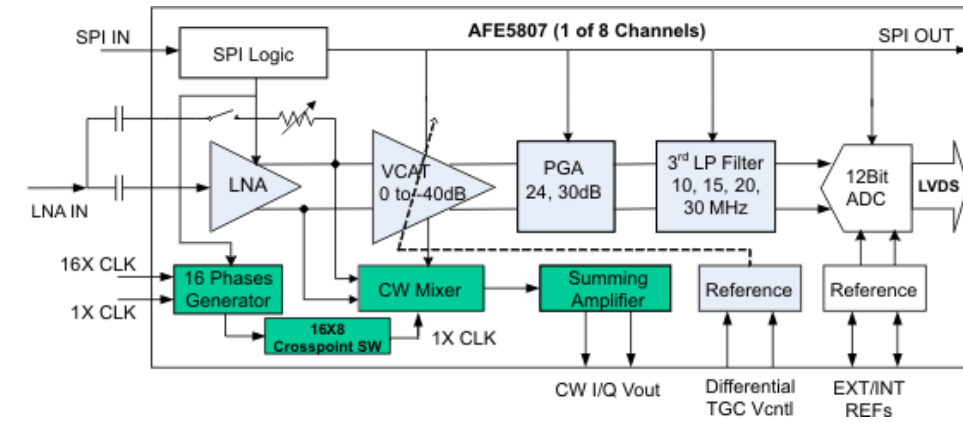 AFE5807 (1 of 8 Channels)
SPI IN
SPI OUT
SPI Logic
LNA
VCAT
0 to -40dB
PGA
24, 30dB
3rd LP Filter
10, 15, 20,
30 MHz
12Bit
ADC
LVDS
LNA IN
16X CLK
1X CLK
16 Phases
Generator
CW Mixer
Summing
Amplifier
Reference
Reference
16X8
Crosspoint SW
1X CLK
CW I/Q Vout
Differential
TGC Vcntl
EXT/INT
REFs